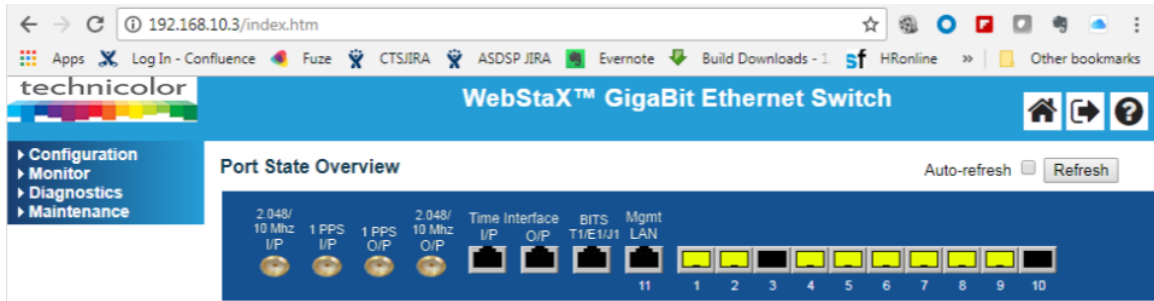 192.168.10.3/index.htm
Apps Log In - Confluence Fuze CTSJIRA ASDSP JIRA Evernote Build Downloads - 1 sf HRonline » Other bookmarks
technicolor
WebStaX™ GigaBit Ethernet Switch
Configuration
Monitor
Diagnostics
Maintenance
Port State Overview
Auto-refresh Refresh
2.048/ 2.048/ Time Interface BITS Mgmt
10 Mhz 1 PPS 1 PPS 10 Mhz I/P O/P T1/E1/J1 LAN
I/P I/P O/P O/P
11 1 2 3 4 5 6 7 8 9 10